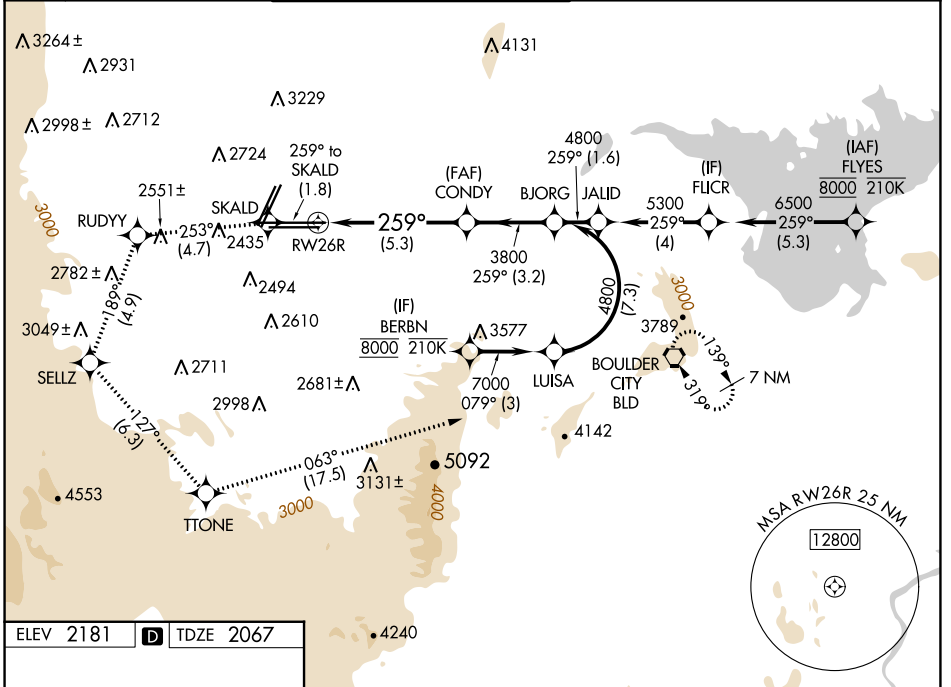 3264±
2931
4131
2998±
2712
3229
2724
259° to
SKALD
(1.8)
4800
259° (1.6)
(FAF)
CONDY
BJORG
JALID
(IF)
FLICR
(IAF)
FLYES
8000 210K
3000
2551±
SKALD
RUDYY
253°
(4.7)
2435
RW26R
259°
(5.3)
3800
259° (3.2)
5300
259°
(4)
6500
259°
(5.3)
2782±
189°
(4.9)
2494
4800
(7.3)
3000
3049±
2610
(IF)
BERBN
8000 210K
3577
3789
139°
SELLZ
2711
7000
079° (3)
LUISA
BOULDER
CITY
BLD
7 NM
319°
2681±
2998
127°
(6.3)
4142
063°
(17.5)
5092
3131±
4553
TTONE
3000
4000
MSA RW26R 25 NM
12800
ELEV 2181 D TDZE 2067
4240